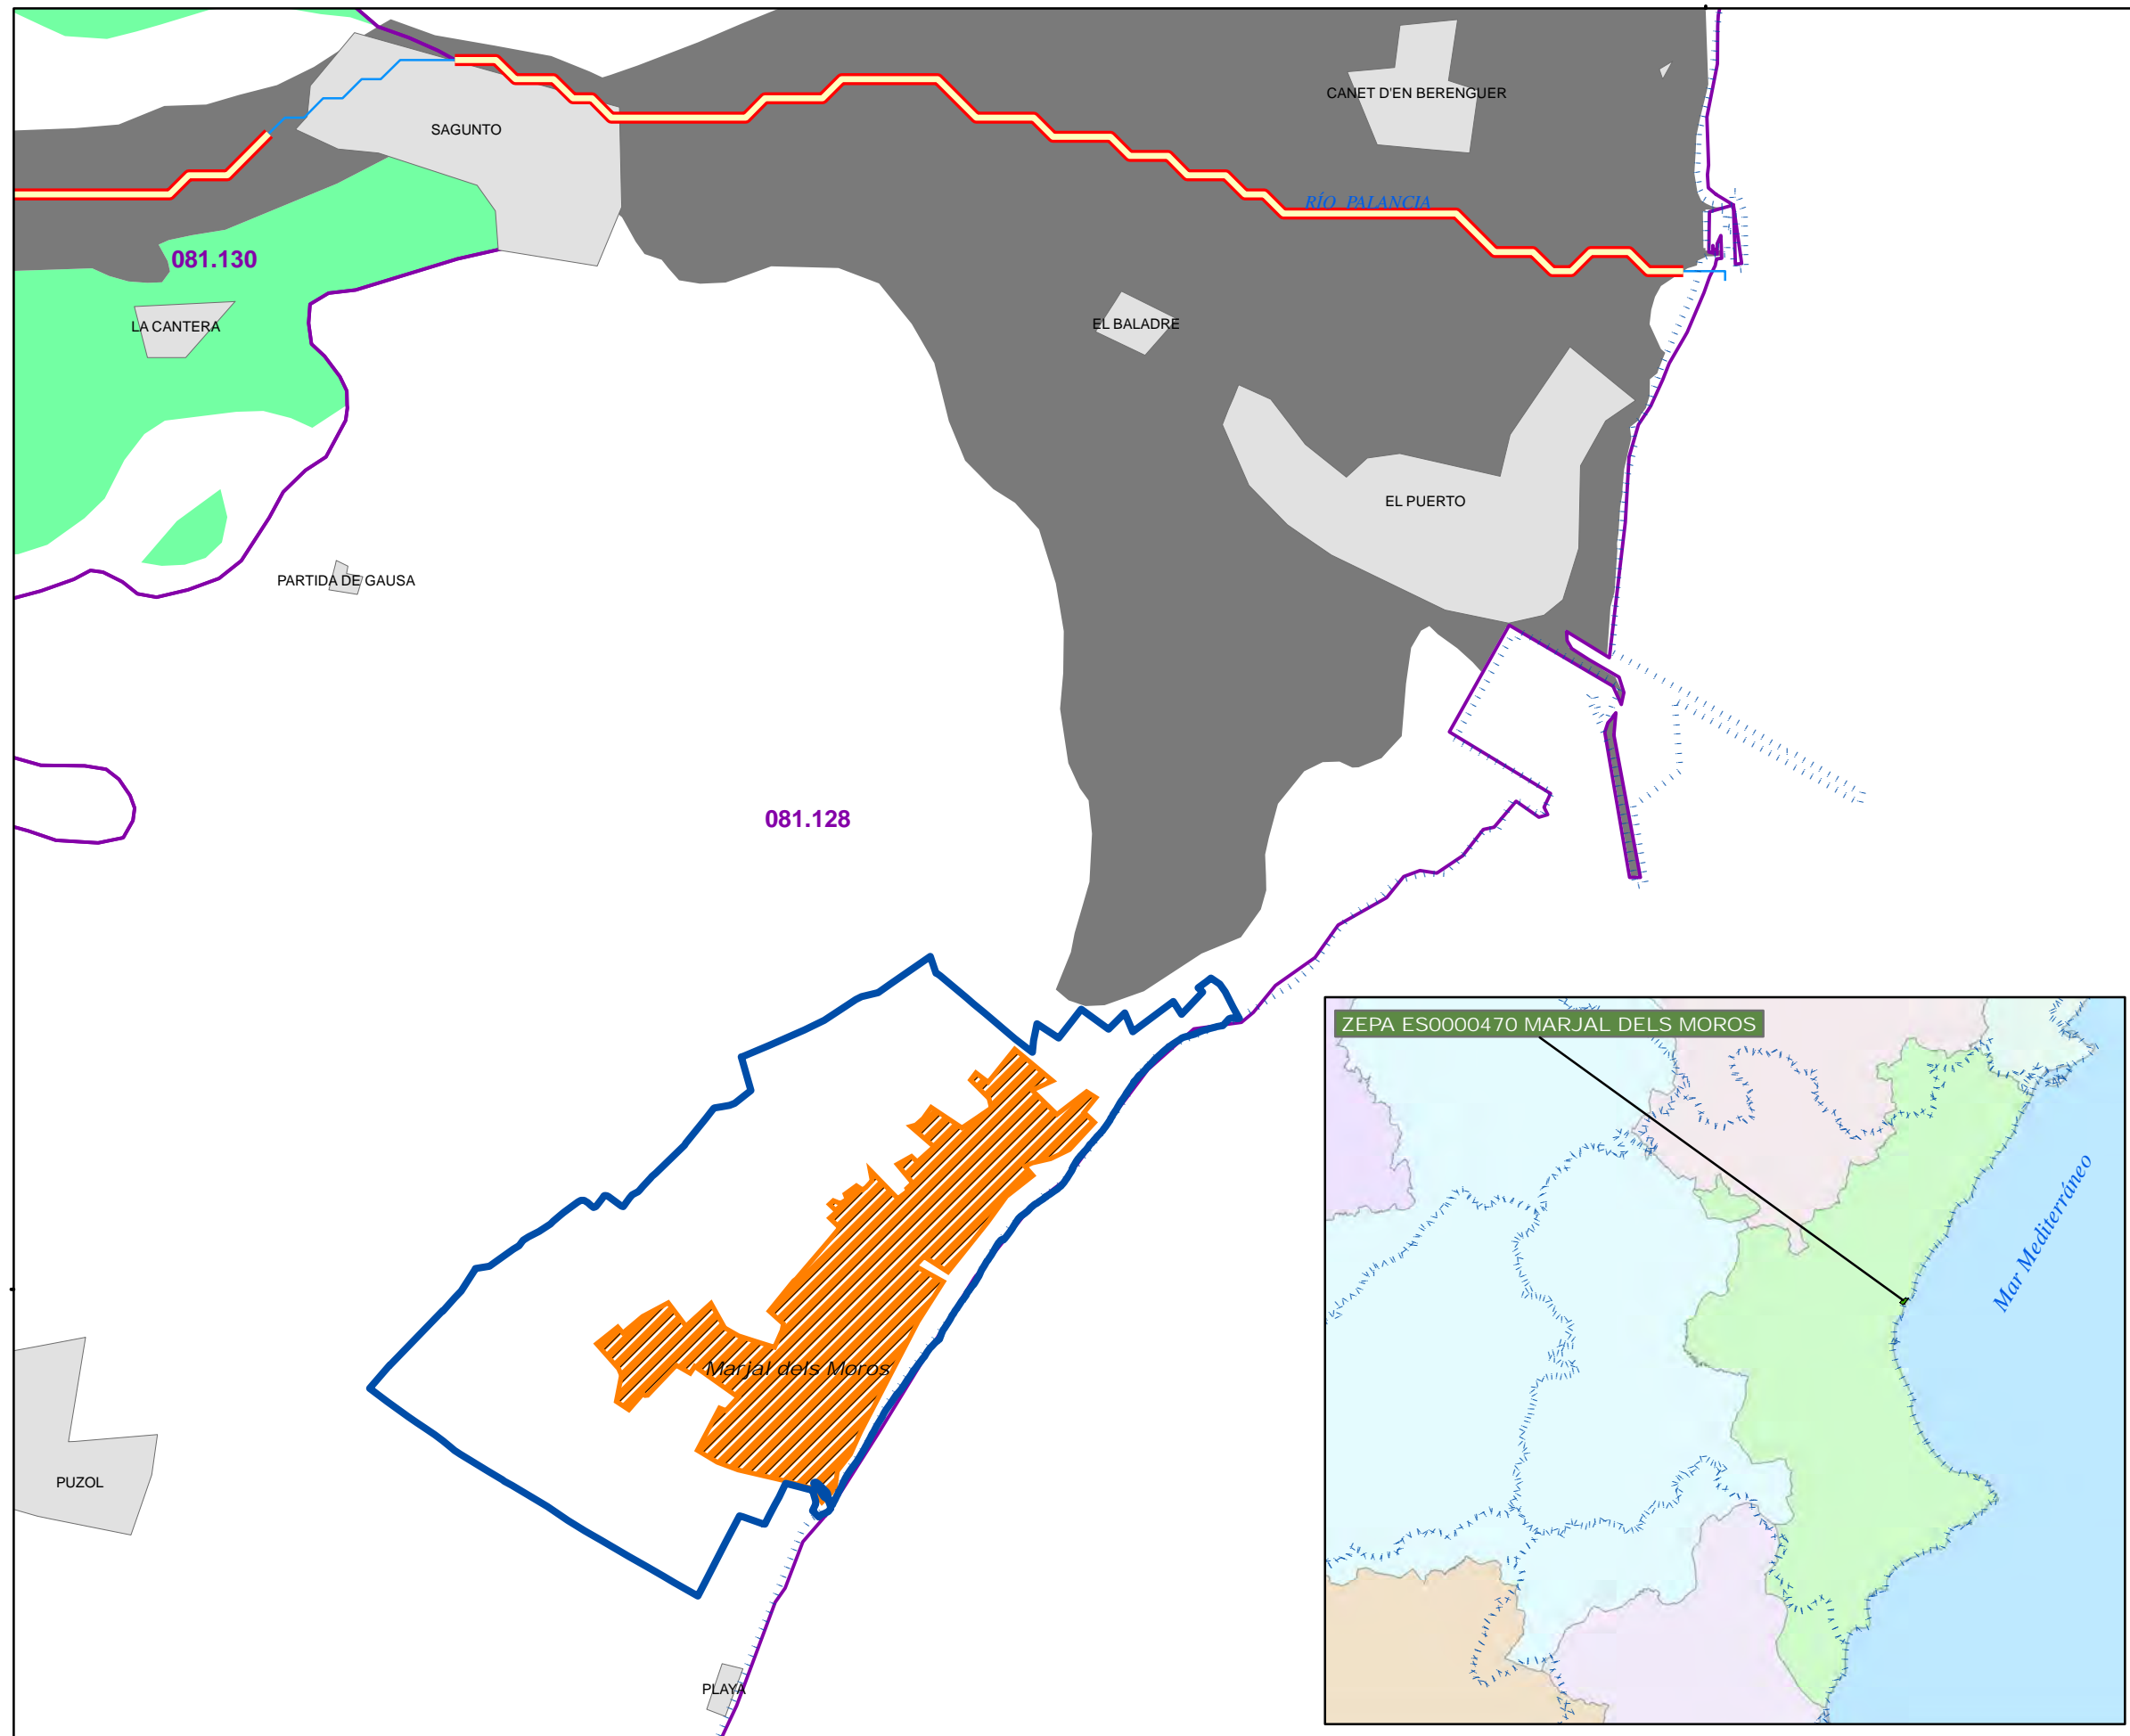 CANET D'EN BERENGUER
SAGUNTO
RÍO PALANCIA
081.130
LA CANTERA
EL BALADRE
EL PUERTO
PARTIDA DE GAUSA
081.128
ZEPA ES0000470 MARJAL DELS MOROS
Mar Mediterráneo
Marjal dels Moros
PUZOL
PLAYA